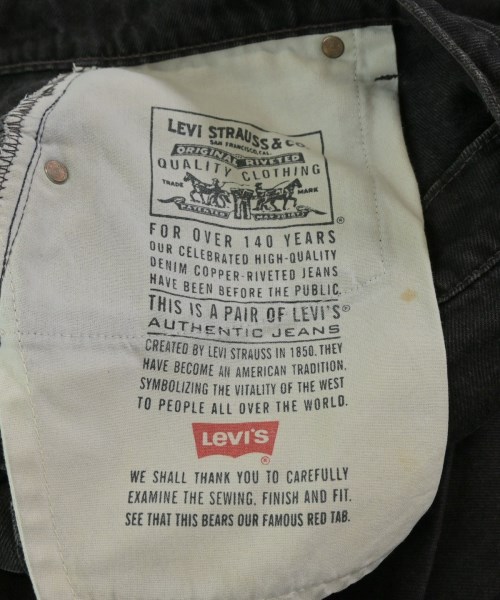 LEVI STRAUSS & CO.
SAN FRANCISCO, CAL.
ORIGINAL RIVETED
QUALITY CLOTHING
TRADE MARK
PATENTED MAY 20 1873
®
FOR OVER 140 YEARS
OUR CELEBRATED HIGH-QUALITY
DENIM COPPER-RIVETED JEANS
HAVE BEEN BEFORE THE PUBLIC.
THIS IS A PAIR OF LEVI'S®
AUTHENTIC JEANS
CREATED BY LEVI STRAUSS IN 1850. THEY
HAVE BECOME AN AMERICAN TRADITION,
SYMBOLIZING THE VITALITY OF THE WEST
TO PEOPLE ALL OVER THE WORLD.
LEVI'S
®
WE SHALL THANK YOU TO CAREFULLY
EXAMINE THE SEWING, FINISH AND FIT.
SEE THAT THIS BEARS OUR FAMOUS RED TAB.